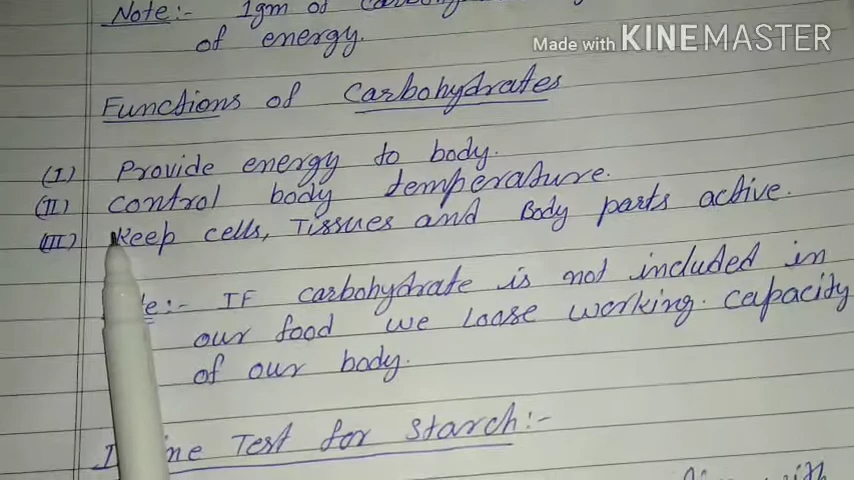 Note:- 1gm of
of energy.
Made with KINEMASTER
Functions of Carbohydrates
(I) Provide energy to body.
(II) control body temperature.
(III) Keep cells, Tissues and Body parts active.
:- IF carbohydrate is not included in
our food we loose working capacity
of our body.
Test for starch:-
with